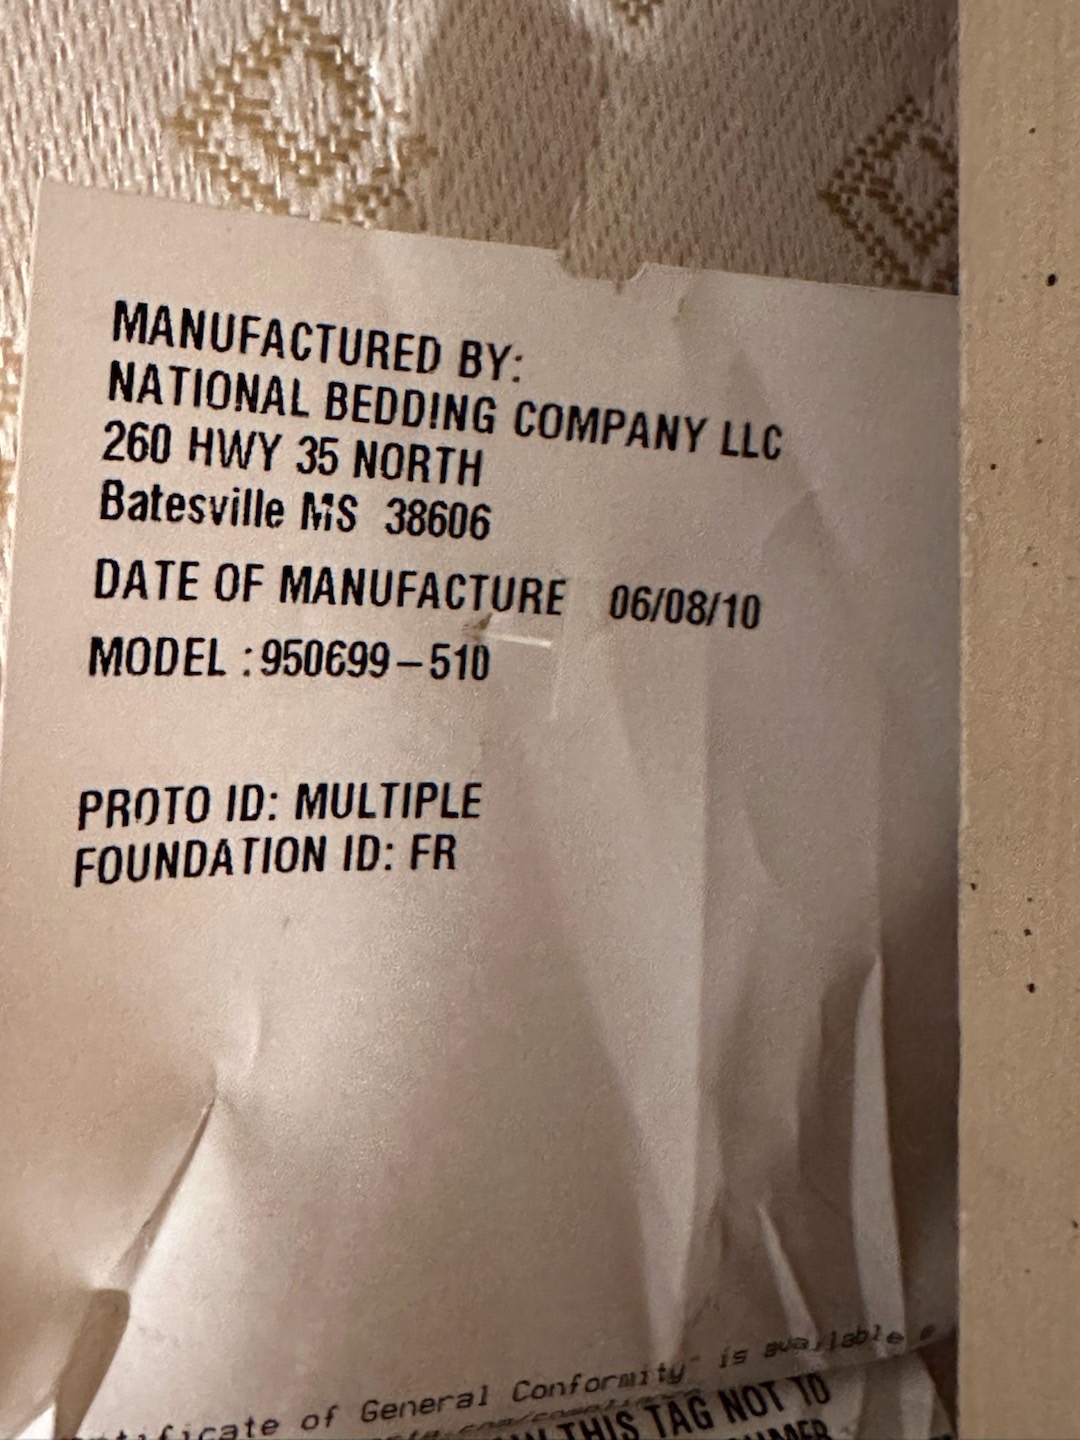 MANUFACTURED BY:
NATIONAL BEDDING COMPANY LLC
260 HWY 35 NORTH
Batesville MS 38606
DATE OF MANUFACTURE 06/08/10
MODEL :950699-510
PROTO ID: MULTIPLE
FOUNDATION ID: FR
of General Conformity" is available
THIS TAG NOT TO